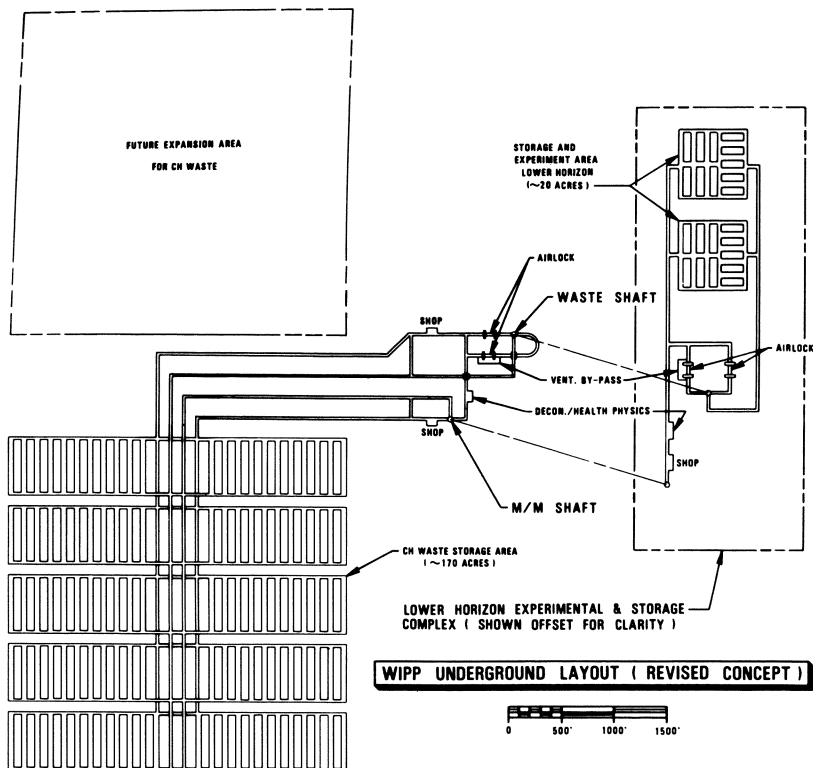 FUTURE EXPANSION AREA
FOR CH WASTE
STORAGE AND
EXPERIMENT AREA
LOWER HORIZON
(~20 ACRES)
AIRLOCK
WASTE SHAFT
SHOP
AIRLOCK
VENT. BY-PASS
DECON./HEALTH PHYSICS
SHOP
SHOP
M/M SHAFT
CH WASTE STORAGE AREA
(~170 ACRES)
LOWER HORIZON EXPERIMENTAL & STORAGE
COMPLEX ( SHOWN OFFSET FOR CLARITY )
WIPP UNDERGROUND LAYOUT ( REVISED CONCEPT )
0 500' 1000' 1500'